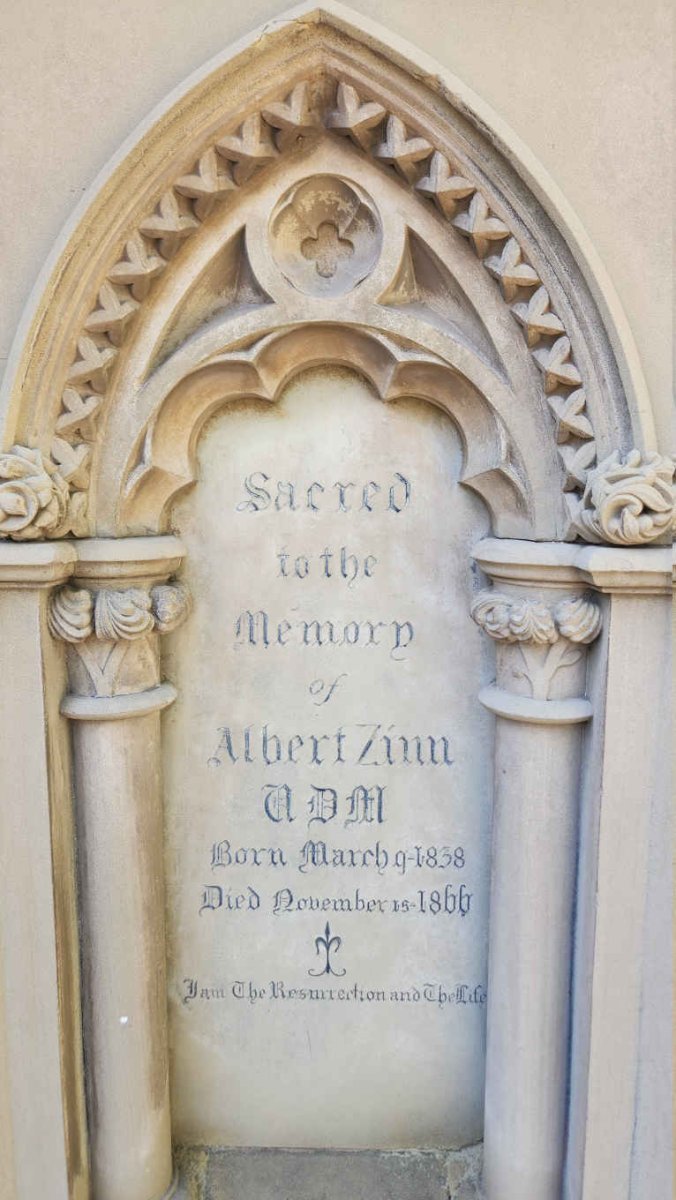 Sacred
to the
Memory
of
Albert Zinn
V D M
Born March 9-1838
Died November 15-1866
I am The Resurrection and The Life